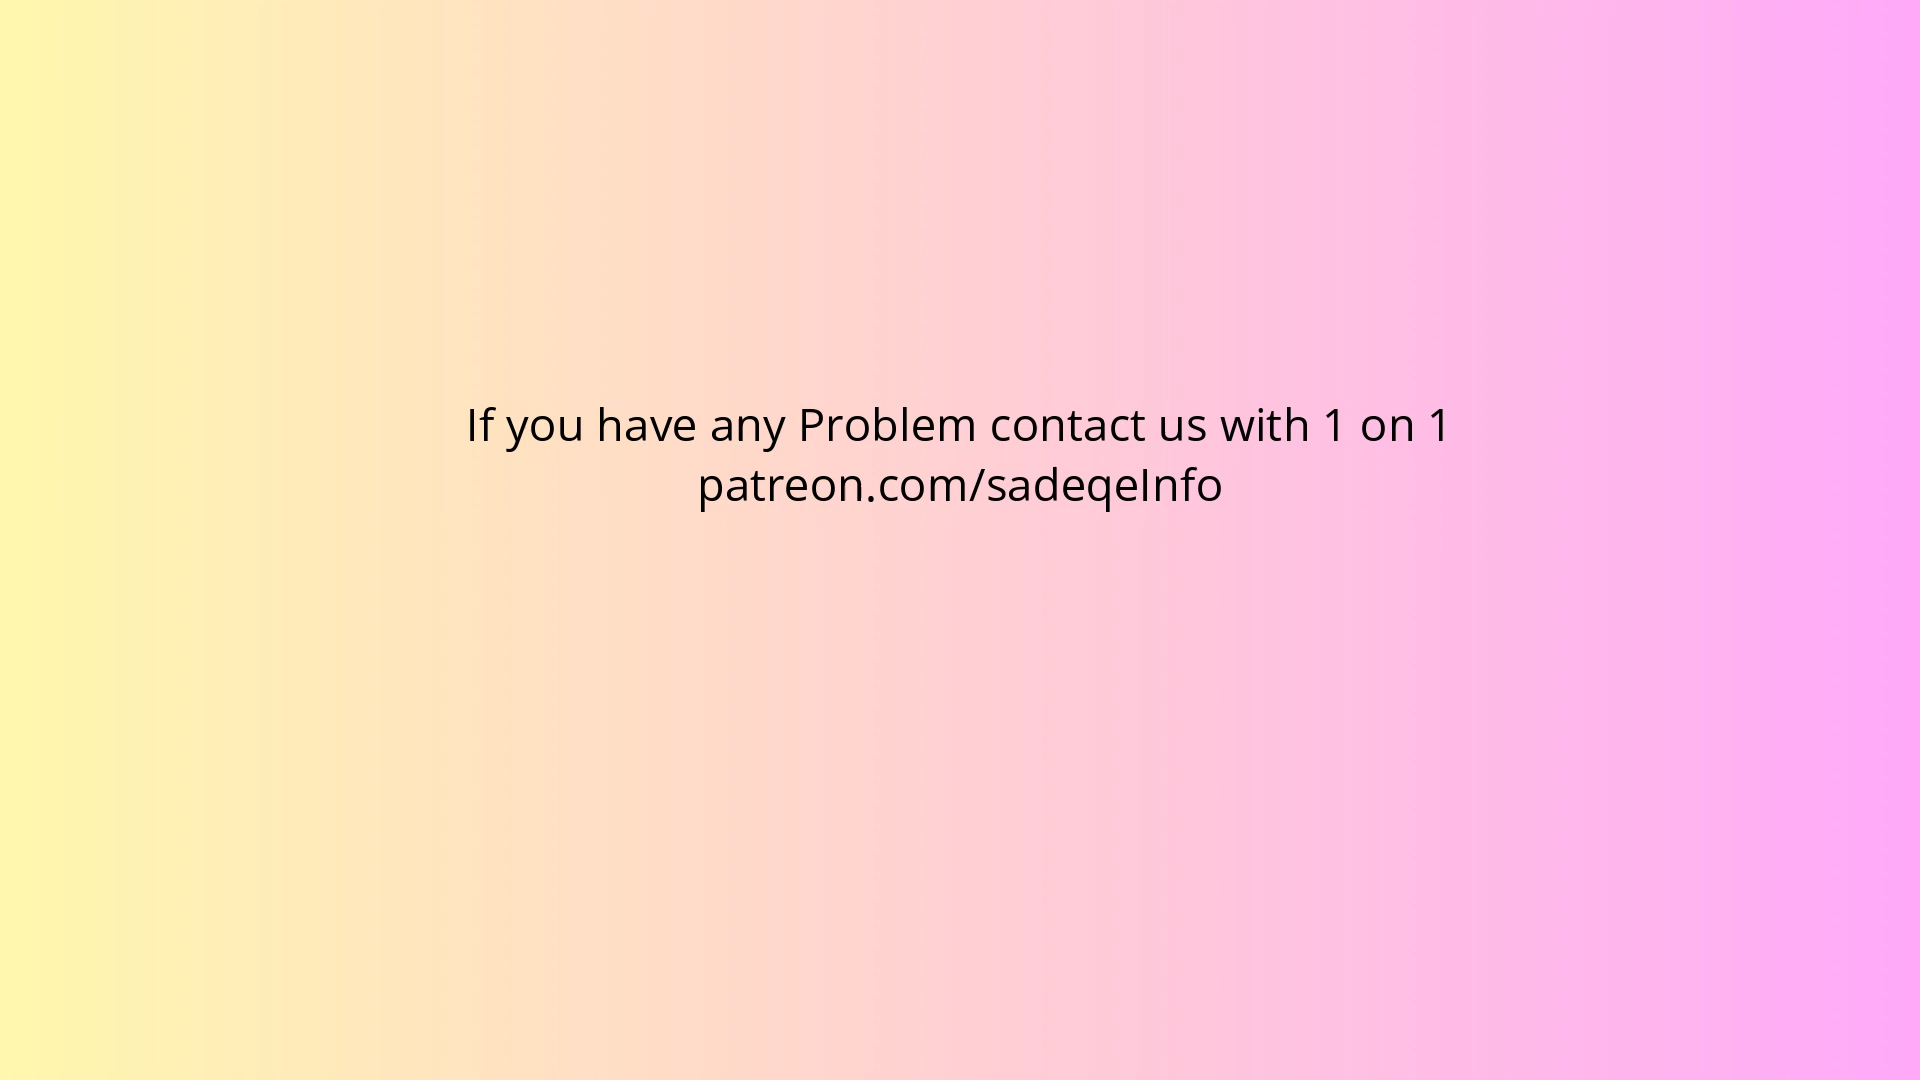 If you have any Problem contact us with 1 on 1
patreon.com/sadeqeInfo